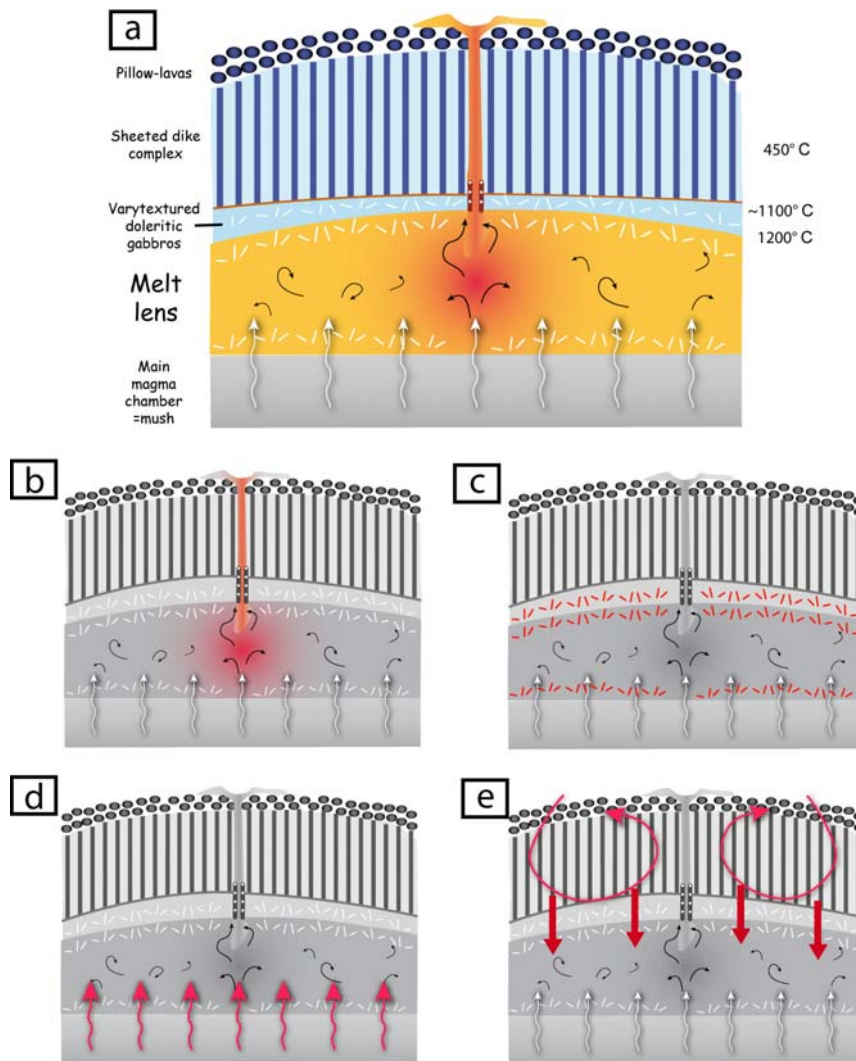 a
Pillow-lavas
Sheeted dike
complex
450° C
Varytextured
doleritic
gabbros
~1100° C
1200° C
Melt
lens
Main
magma
chamber
=mush
b
c
d
e